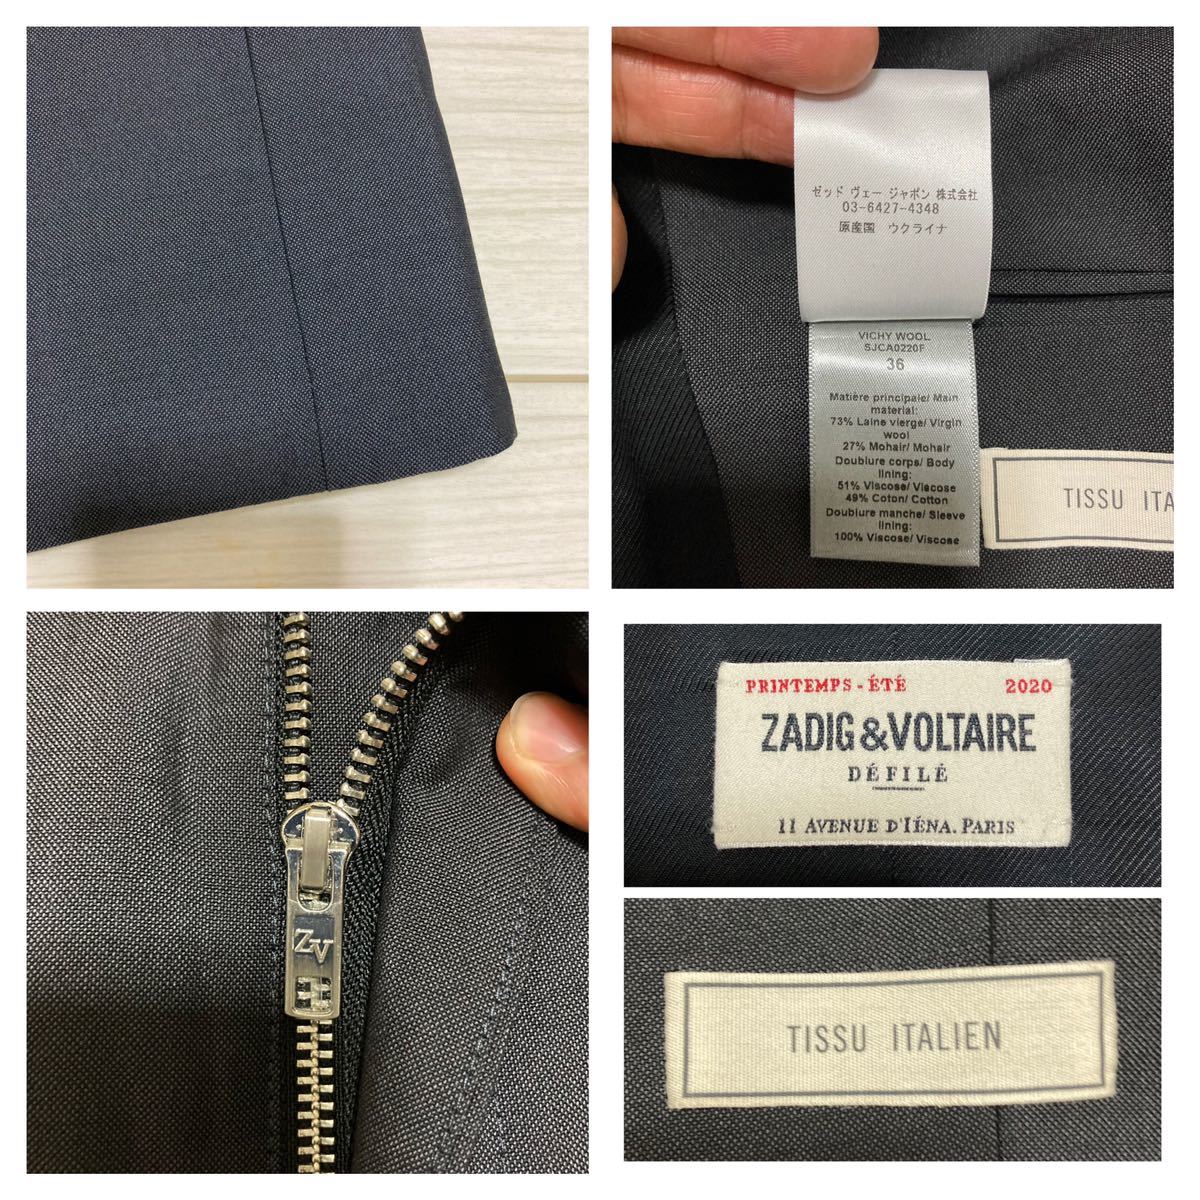 ゼッド ヴェー ジャポン 株式会社
03-6427-4348
原産国 ウクライナ
VICHY WOOL
SJCA0220F
36
Matière principale/ Main
material:
73% Laine vierge/ Virgin
wool
27% Mohair/ Mohair
Doublure corps/ Body
lining:
51% Viscose/ Viscose
49% Coton/ Cotton
Doublure manche/ Sleeve
lining:
100% Viscose/ Viscose
TISSU ITA
ZV
PRINTEMPS - ÉTÉ 2020
ZADIG & VOLTAIRE
DÉFILÉ
11 AVENUE D'IÉNA. PARIS
TISSU ITALIEN